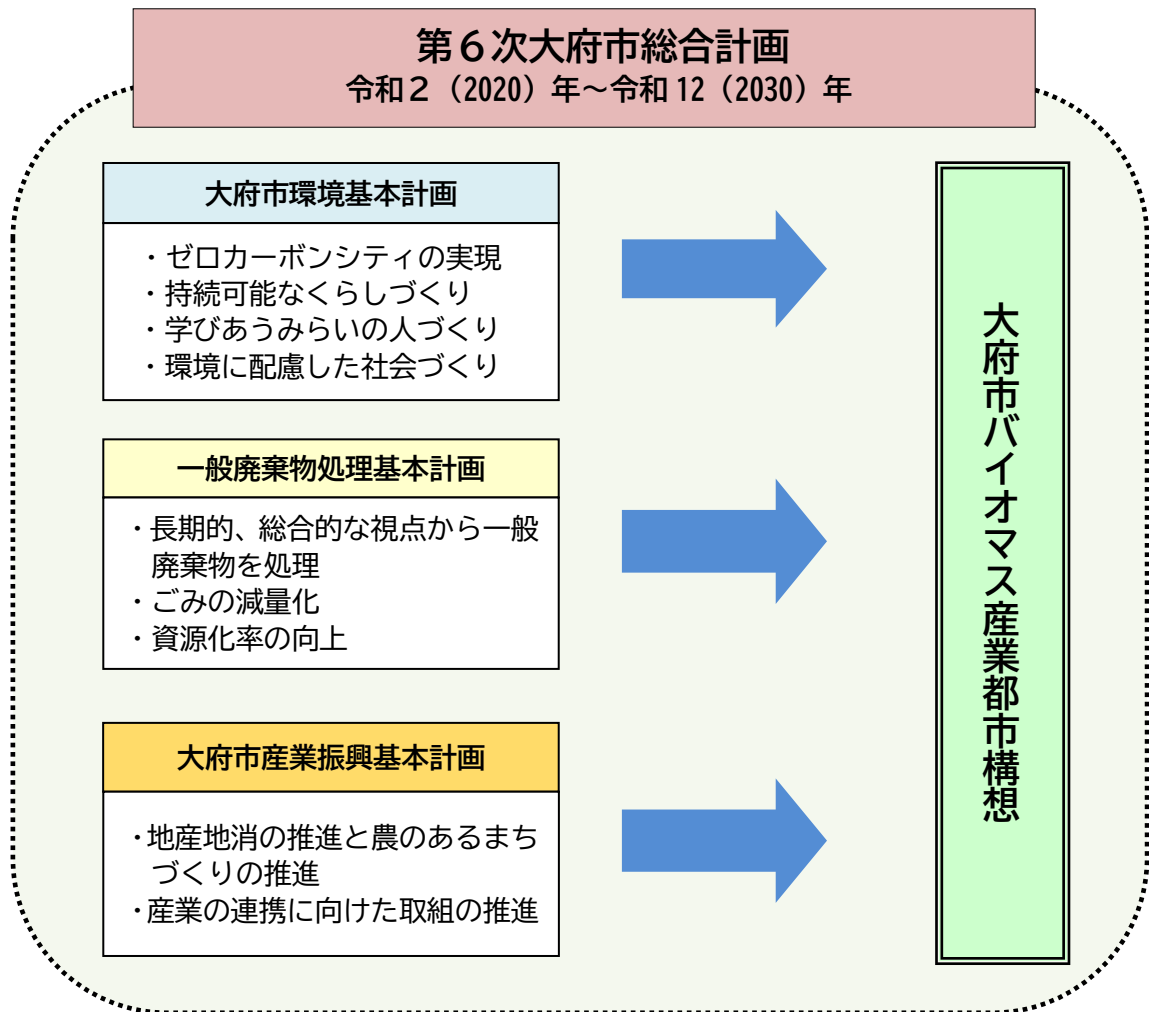 第６次大府市総合計画
令和２（2020）年～令和 12（2030）年
大府市環境基本計画
・ゼロカーボンシティの実現
・持続可能なくらしづくり
・学びあうみらいの人づくり
・環境に配慮した社会づくり
一般廃棄物処理基本計画
・長期的、総合的な視点から一般
廃棄物を処理
・ごみの減量化
・資源化率の向上
大府市産業振興基本計画
・地産地消の推進と農のあるまち
づくりの推進
・産業の連携に向けた取組の推進
大府市バイオマス産業都市構想